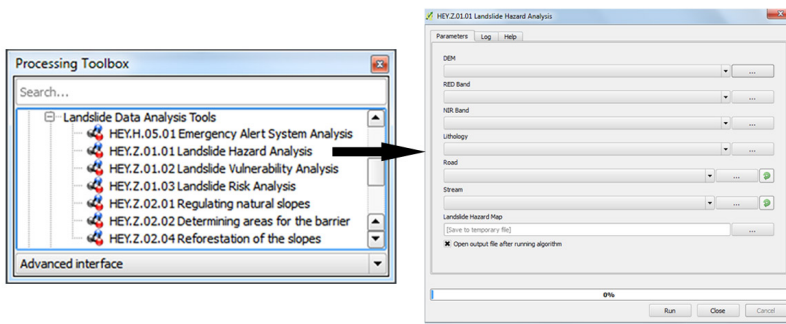 Processing Toolbox
Search...
Landslide Data Analysis Tools
HEY.H.05.01 Emergency Alert System Analysis
HEY.Z.01.01 Landslide Hazard Analysis
HEY.Z.01.02 Landslide Vulnerability Analysis
HEY.Z.01.03 Landslide Risk Analysis
HEY.Z.02.01 Regulating natural slopes
HEY.Z.02.02 Determining areas for the barrier
HEY.Z.02.04 Reforestation of the slopes
Advanced interface
HEY.Z.01.01 Landslide Hazard Analysis
Parameters Log Help
DEM
...
RED Band
...
NIR Band
...
Lithology
...
Road
...
Stream
...
Landslide Hazard Map
[Save to temporary file] ...
Open output file after running algorithm
0%
Run Close Cancel